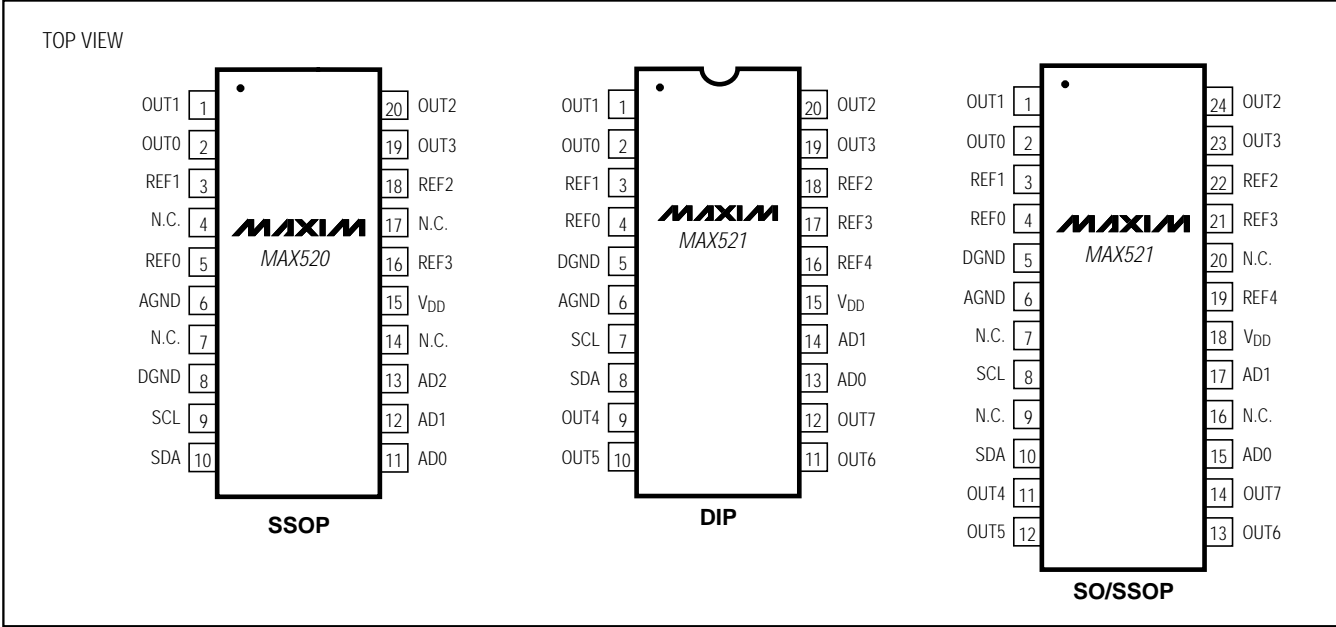 TOP VIEW
OUT1 1 20 OUT2
OUT0 2 19 OUT3
REF1 3 18 REF2
N.C. 4 17 N.C.
REF0 5 16 REF3
AGND 6 15 VDD
N.C. 7 14 N.C.
DGND 8 13 AD2
SCL 9 12 AD1
SDA 10 11 AD0
MAXIM
MAX520
SSOP
OUT1 1 20 OUT2
OUT0 2 19 OUT3
REF1 3 18 REF2
REF0 4 17 REF3
DGND 5 16 REF4
AGND 6 15 VDD
SCL 7 14 AD1
SDA 8 13 AD0
OUT4 9 12 OUT7
OUT5 10 11 OUT6
MAXIM
MAX521
DIP
OUT1 1 24 OUT2
OUT0 2 23 OUT3
REF1 3 22 REF2
REF0 4 21 REF3
DGND 5 20 N.C.
AGND 6 19 REF4
N.C. 7 18 VDD
SCL 8 17 AD1
N.C. 9 16 N.C.
SDA 10 15 AD0
OUT4 11 14 OUT7
OUT5 12 13 OUT6
MAXIM
MAX521
SO/SSOP